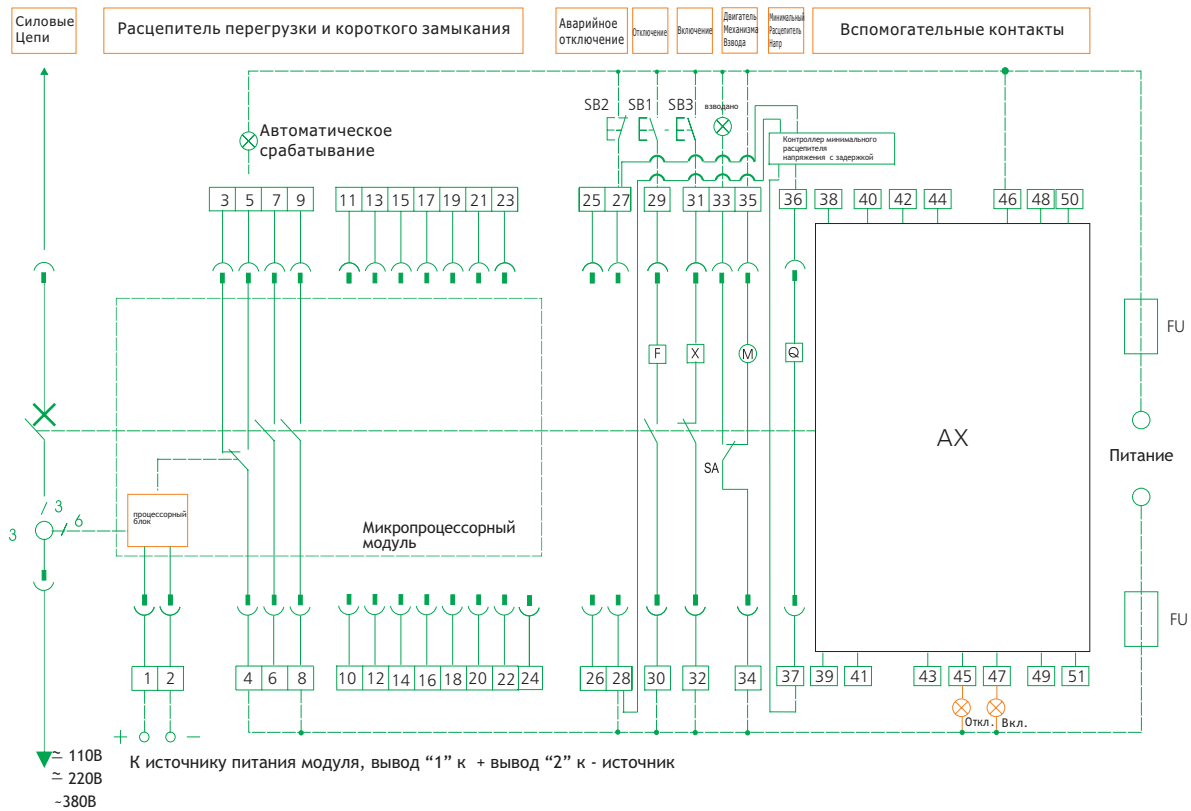 Силовые
Цепи
Расцепитель перегрузки и короткого замыкания
Аварийное
отключение
Отключение
Включение
Двигатель
Механизма
Взвода
Минимальный
Расцепитель
Напр
Вспомогательные контакты
SB2 SB1 SB3 взводано
Автоматическое
срабатывание
Контроллер минимального
расцепителя
напряжения с задержкой
3 5 7 9 11 13 15 17 19 21 23 25 27 29 31 33 35 36 38 40 42 44 46 48 50
FU
F X M Q
AX
SA
Питание
3
3
6
процессорный
блок
Микропроцессорный
модуль
FU
1 2 4 6 8 10 12 14 16 18 20 22 24 26 28 30 32 34 37 39 41 43 45 47 49 51
Откл. Вкл.
+ −
≃ 110В
К источнику питания модуля, вывод “1” к + вывод “2” к - источник
≃ 220В
~380В